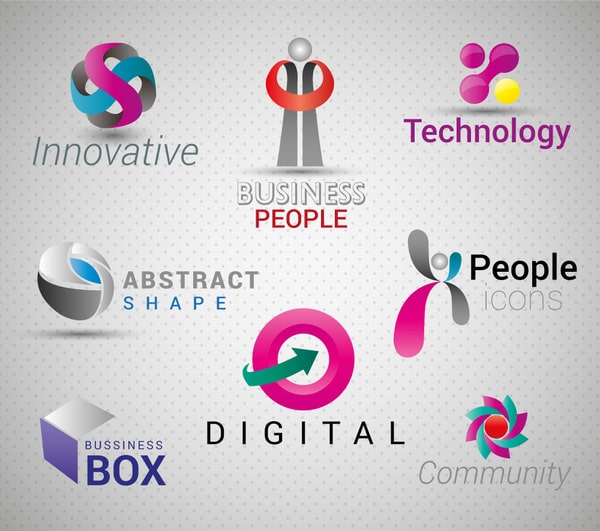 Innovative
BUSINESS
PEOPLE
Technology
ABSTRACT
SHAPE
People
icons
DIGITAL
BUSSINESS
BOX
Community